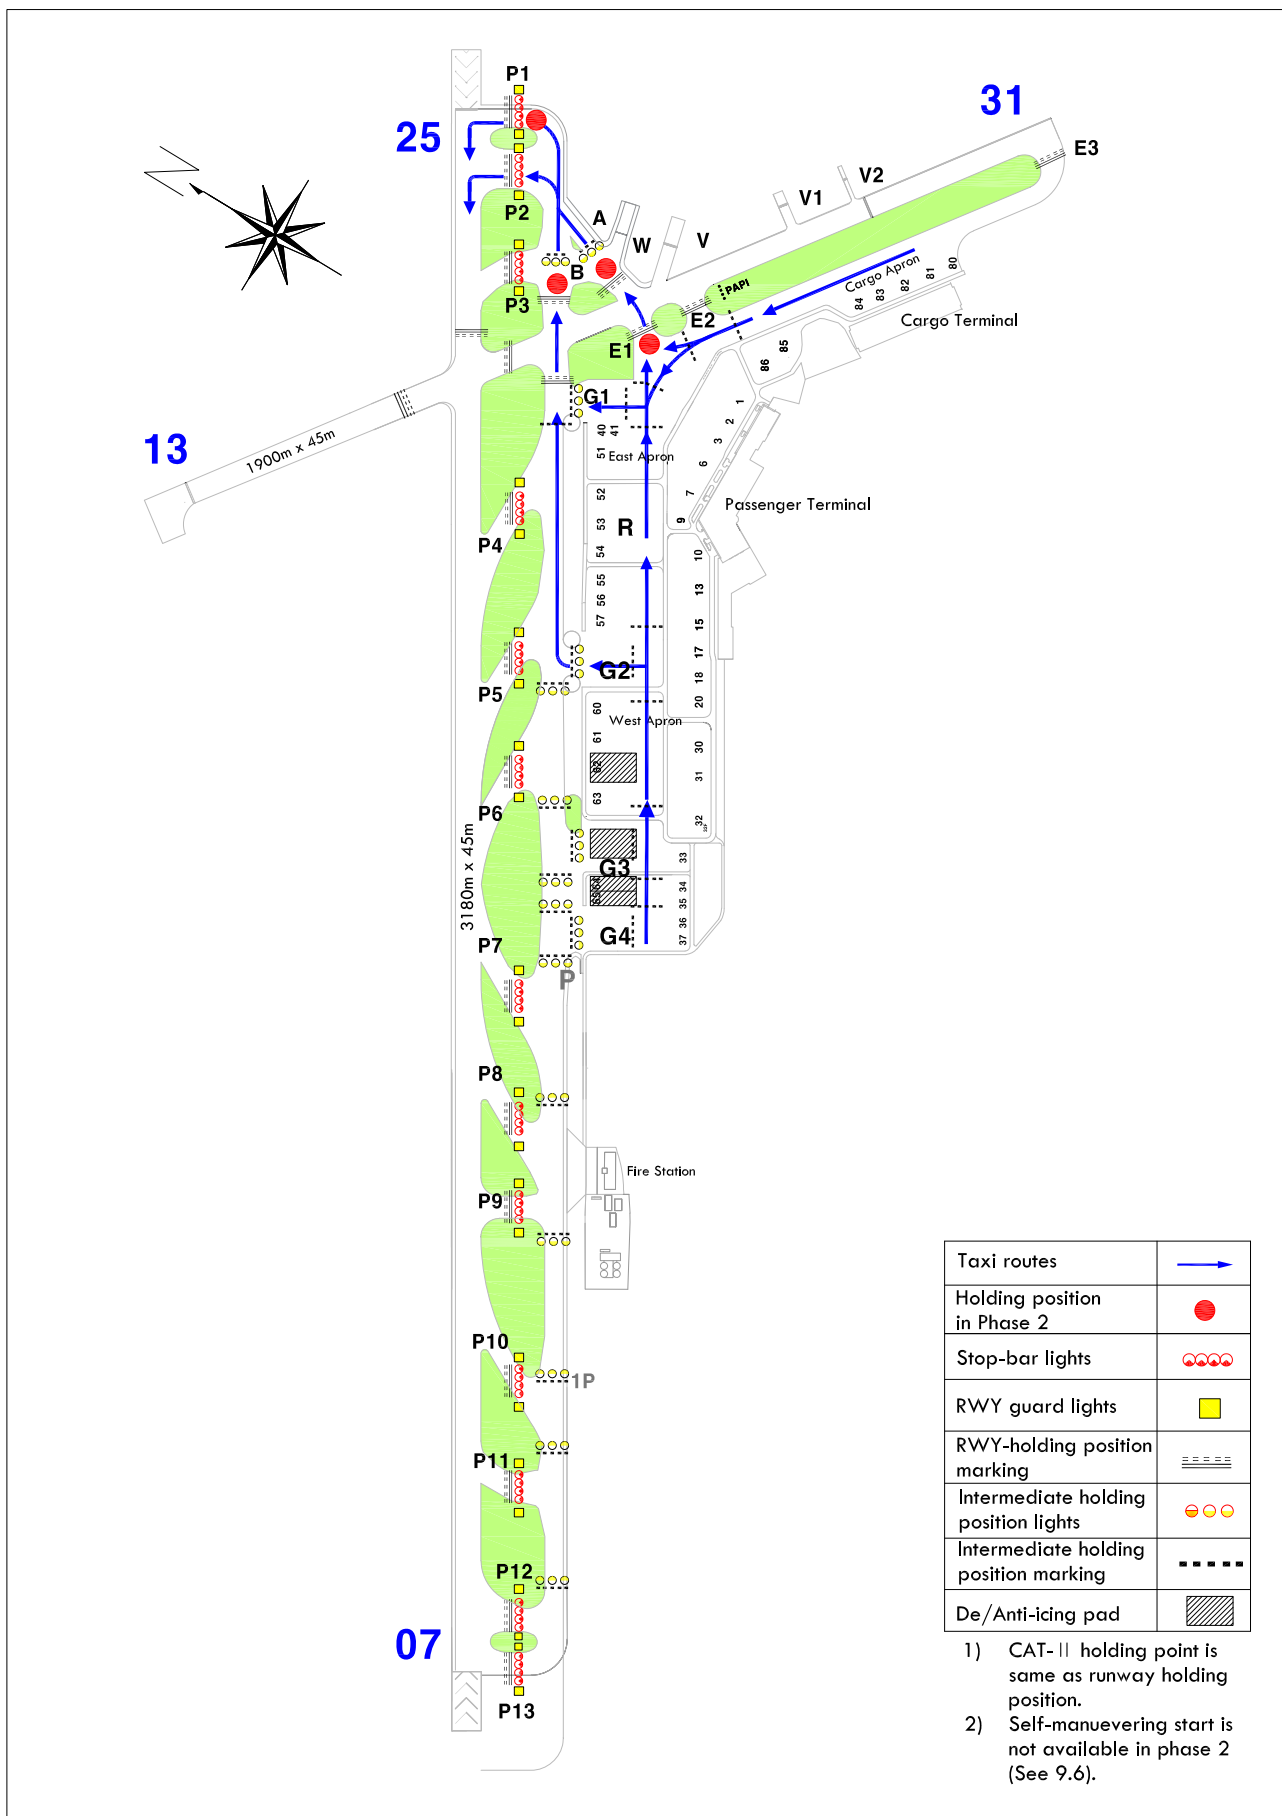 P1
31
25
E3
V2
V1
P2
A
W
V
B
Cargo Apron
80
81
82
83
84
PAPI
P3
E2
Cargo Terminal
E1
85
86
G1
1
2
3
6
7
9
40
41
51
East Apron
13
1900m x 45m
52
53
54
R
Passenger Terminal
P4
10
13
15
17
18
20
55
56
57
G2
P5
60
West Apron
61
62
63
30
31
32
P6
3180m x 45m
G3
33
34
35
36
37
64
65
G4
P7
P
P8
Fire Station
P9
P10
1P
P11
P12
07
P13
Taxi routes
Holding position
in Phase 2
Stop-bar lights
RWY guard lights
RWY-holding position
marking
Intermediate holding
position lights
Intermediate holding
position marking
De/Anti-icing pad
1) CAT-II holding point is
same as runway holding
position.
2) Self-manuevering start is
not available in phase 2
(See 9.6).